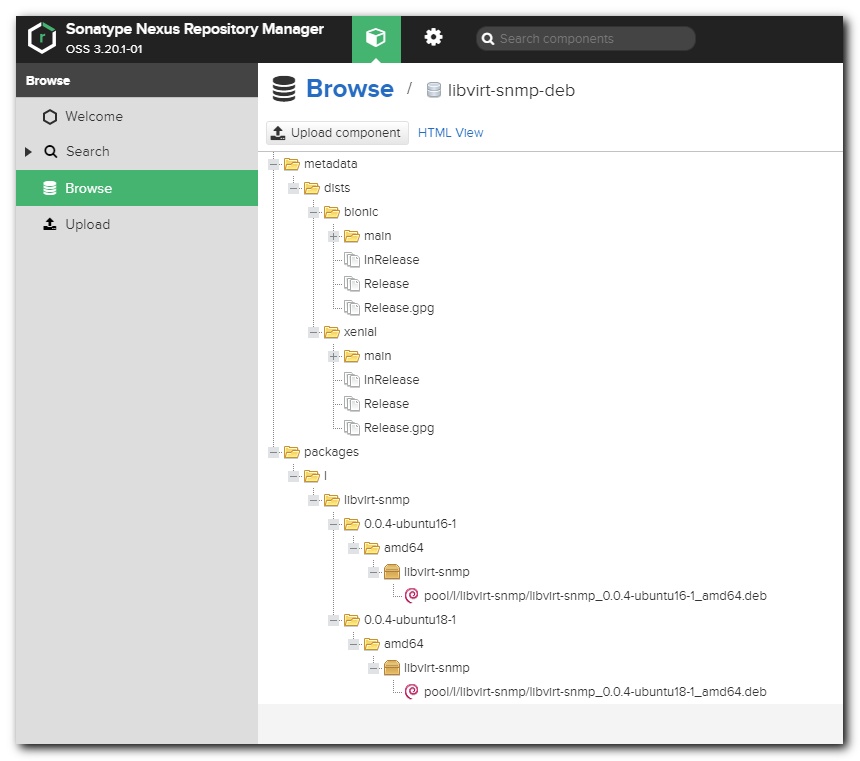 Sonatype Nexus Repository Manager
OSS 3.20.1-01
Search components
Browse
Welcome
Search
Browse
Upload
Browse / libvirt-snmp-deb
Upload component HTML View
metadata
dists
bionic
main
InRelease
Release
Release.gpg
xenial
main
InRelease
Release
Release.gpg
packages
l
libvirt-snmp
0.0.4-ubuntu16-1
amd64
libvirt-snmp
pool/l/libvirt-snmp/libvirt-snmp_0.0.4-ubuntu16-1_amd64.deb
0.0.4-ubuntu18-1
amd64
libvirt-snmp
pool/l/libvirt-snmp/libvirt-snmp_0.0.4-ubuntu18-1_amd64.deb